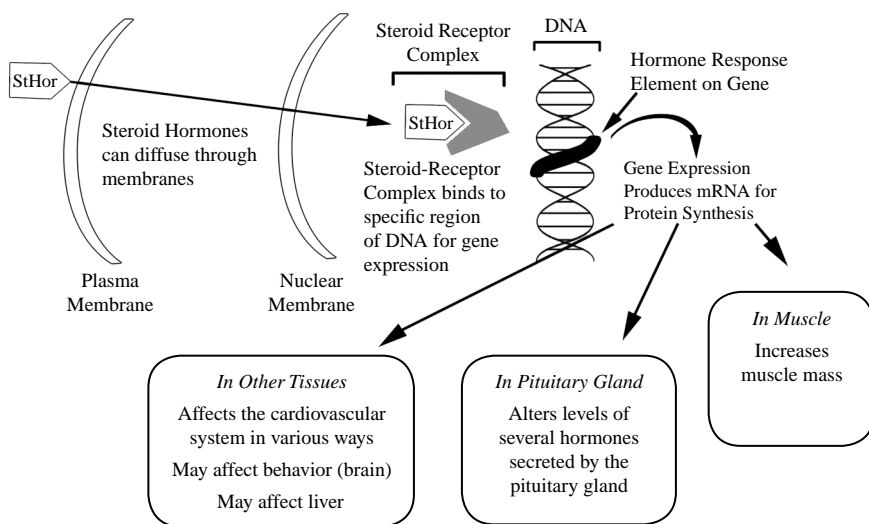 StHor
Steroid Hormones
can diffuse through
membranes
Plasma
Membrane
Nuclear
Membrane
Steroid Receptor
Complex
StHor
Steroid-Receptor
Complex binds to
specific region
of DNA for gene
expression
DNA
Hormone Response
Element on Gene
Gene Expression
Produces mRNA for
Protein Synthesis
In Other Tissues
Affects the cardiovascular
system in various ways
May affect behavior (brain)
May affect liver
In Pituitary Gland
Alters levels of
several hormones
secreted by the
pituitary gland
In Muscle
Increases
muscle mass